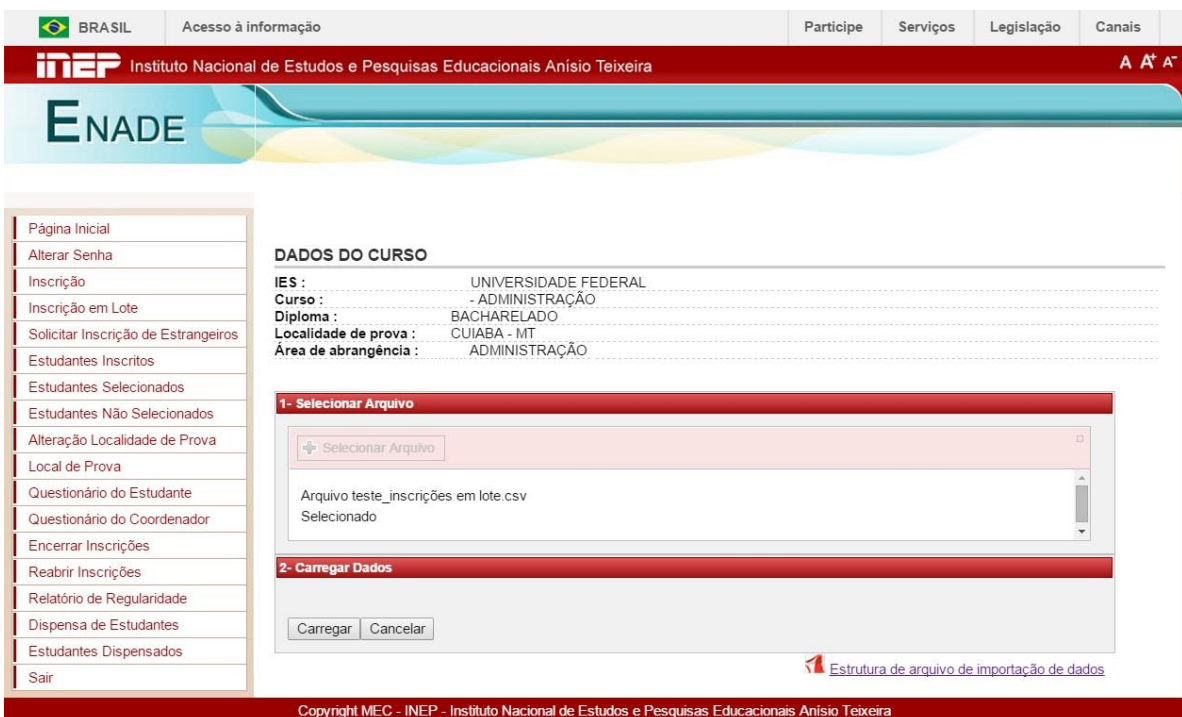 BRASIL Acesso à informação Participe Serviços Legislação Canais
INEP Instituto Nacional de Estudos e Pesquisas Educacionais Anísio Teixeira A A+ A-
ENADE
Página Inicial
Alterar Senha
Inscrição
Inscrição em Lote
Solicitar Inscrição de Estrangeiros
Estudantes Inscritos
Estudantes Selecionados
Estudantes Não Selecionados
Alteração Localidade de Prova
Local de Prova
Questionário do Estudante
Questionário do Coordenador
Encerrar Inscrições
Reabrir Inscrições
Relatório de Regularidade
Dispensa de Estudantes
Estudantes Dispensados
Sair
DADOS DO CURSO
IES : UNIVERSIDADE FEDERAL
Curso : - ADMINISTRAÇÃO
Diploma : BACHARELADO
Localidade de prova : CUIABA - MT
Área de abrangência : ADMINISTRAÇÃO
1- Selecionar Arquivo
Selecionar Arquivo
Arquivo teste_inscrições em lote.csv
Selecionado
2- Carregar Dados
Carregar Cancelar
Estrutura de arquivo de importação de dados
Copyright MEC - INEP - Instituto Nacional de Estudos e Pesquisas Educacionais Anísio Teixeira